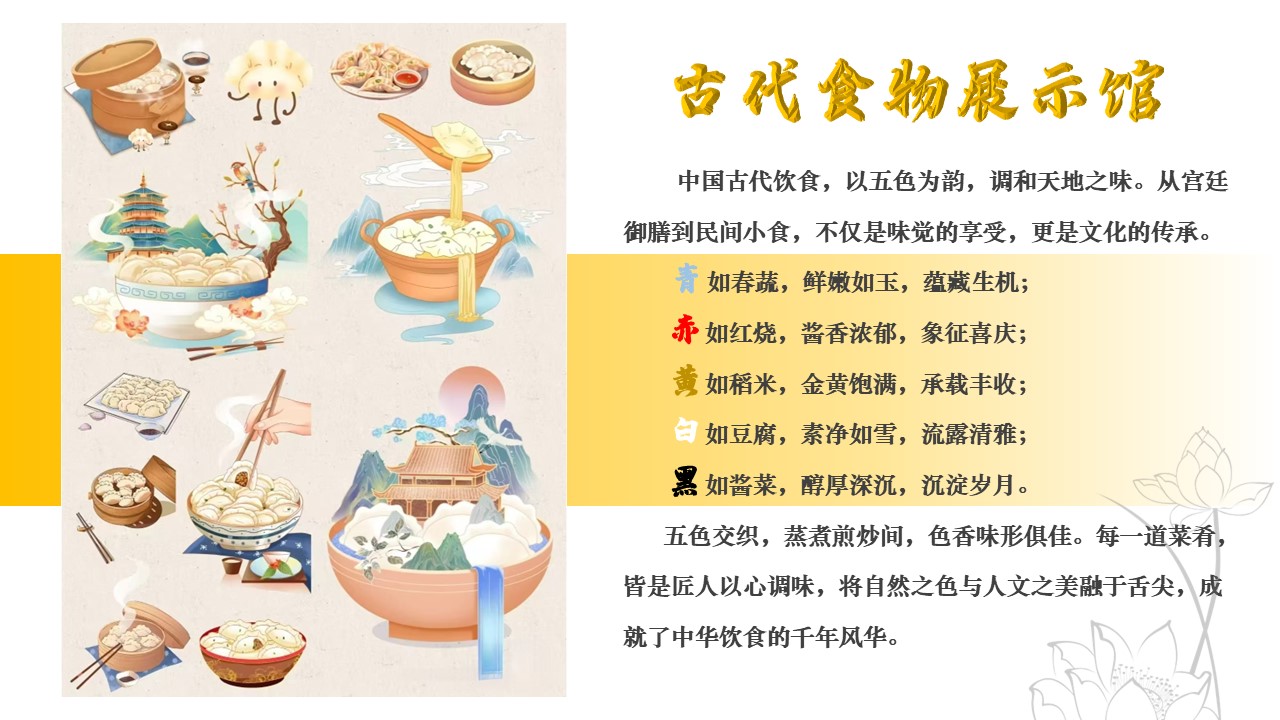 古代食物展示馆
中国古代饮食，以五色为韵，调和天地之味。从宫廷
御膳到民间小食，不仅是味觉的享受，更是文化的传承。
青如春蔬，鲜嫩如玉，蕴藏生机；
赤如红烧，酱香浓郁，象征喜庆；
黄如稻米，金黄饱满，承载丰收；
白如豆腐，素净如雪，流露清雅；
黑如酱菜，醇厚深沉，沉淀岁月。
五色交织，蒸煮煎炒间，色香味形俱佳。每一道菜肴，
皆是匠人以心调味，将自然之色与人文之美融于舌尖，成
就了中华饮食的千年风华。